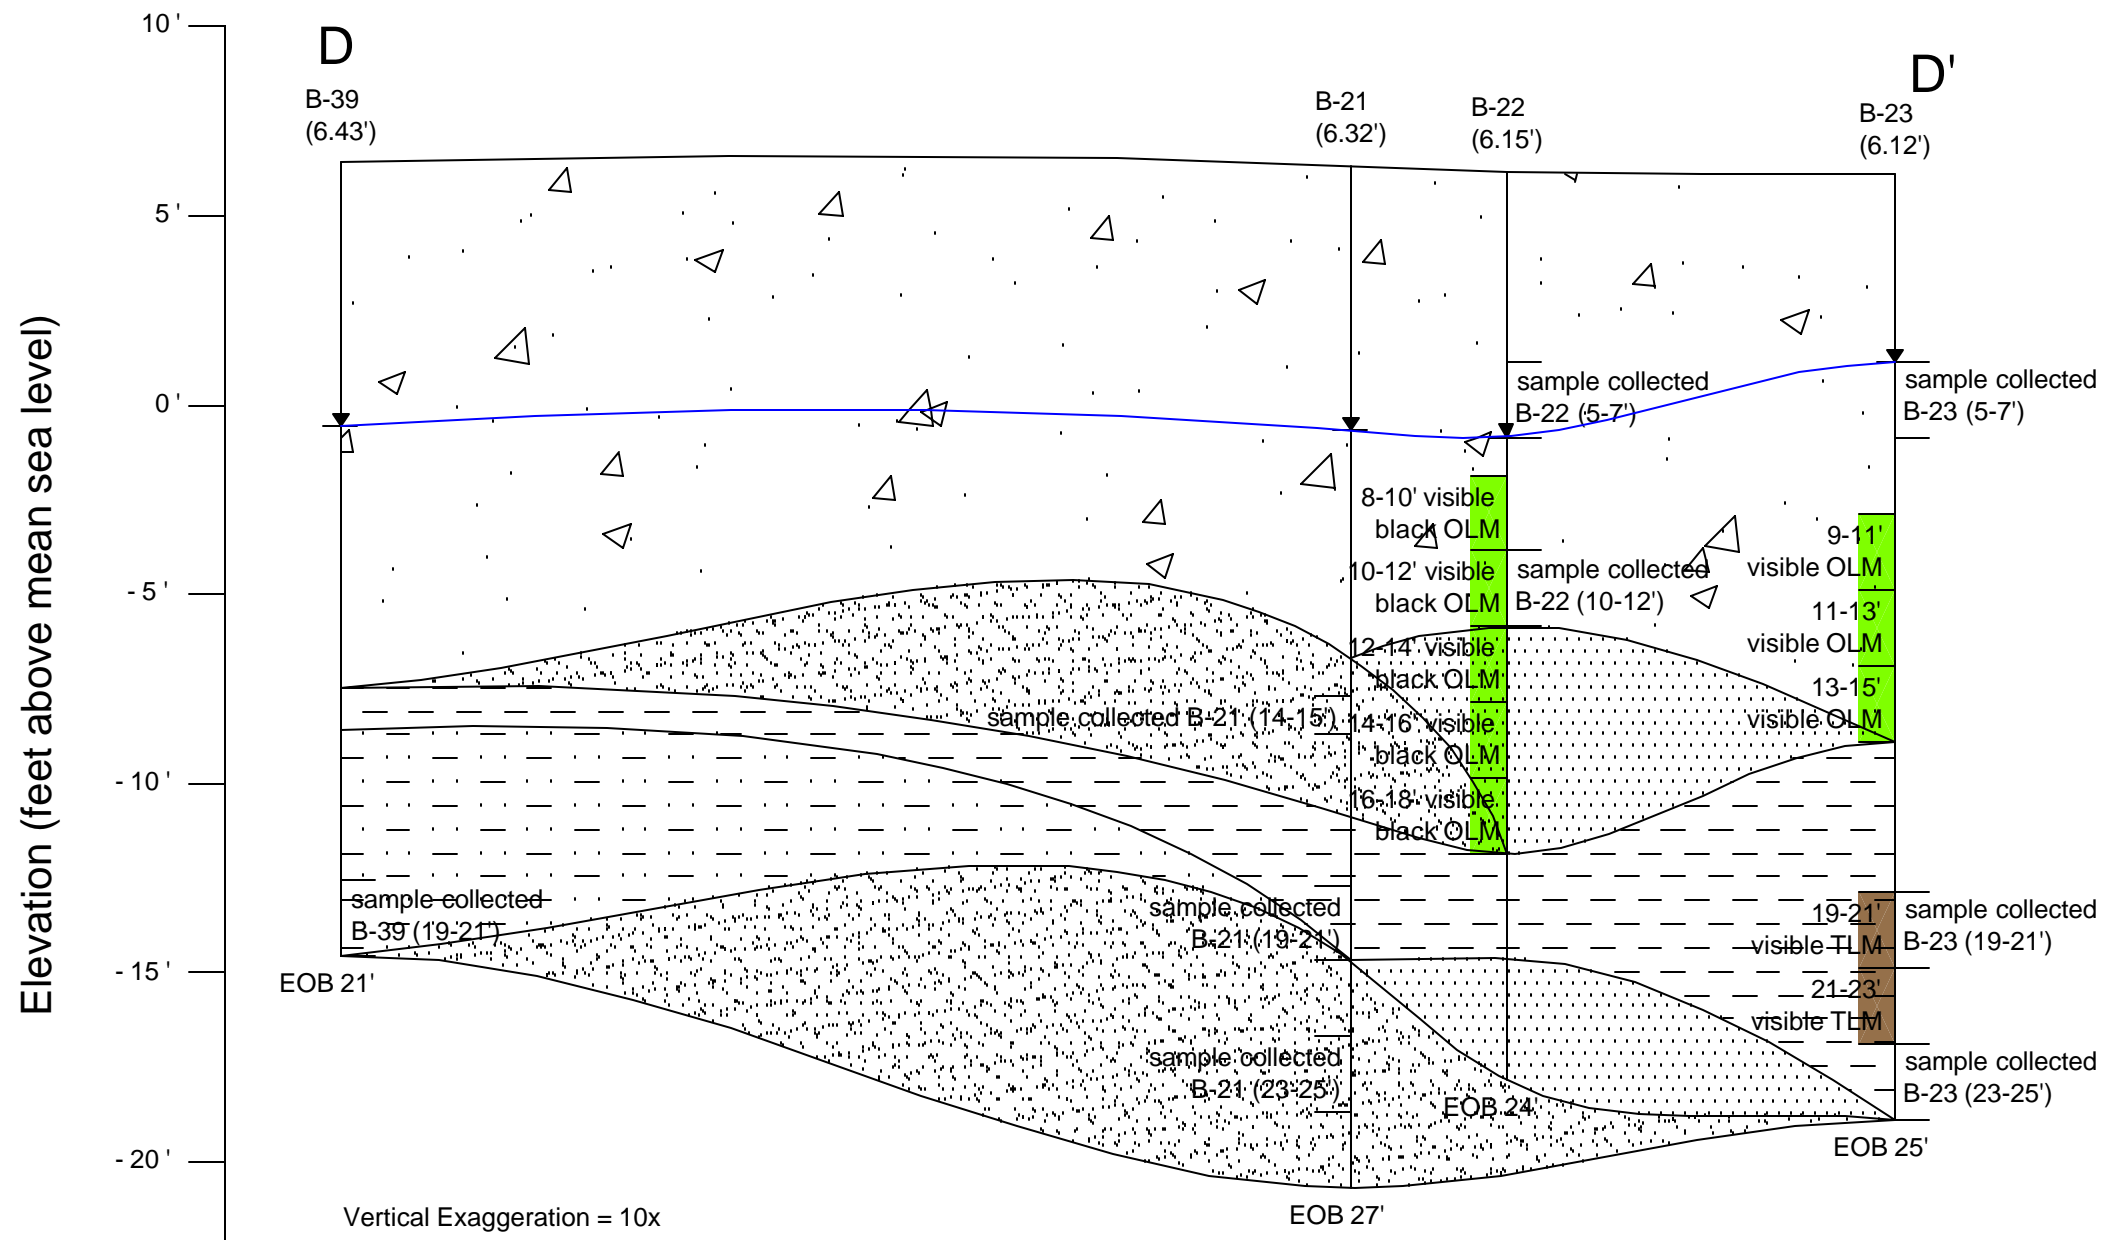 10 '
D
D'
B-39
(6.43')
B-21
(6.32')
B-22
(6.15')
B-23
(6.12')
5 '
0 '
- 5 '
- 10 '
- 15 '
- 20 '
Elevation (feet above mean sea level)
sample collected
B-22 (5-7')
sample collected
B-23 (5-7')
8-10' visible
black OLM
10-12' visible
black OLM
12-14' visible
black OLM
14-16' visible
black OLM
16-18' visible
black OLM
sample collected
B-22 (10-12')
9-11'
visible OLM
11-13'
visible OLM
13-15'
visible OLM
sample collected B-21 (14-15')
sample collected
B-39 (19-21')
EOB 21'
sample collected
B-21 (19-21')
sample collected
B-21 (23-25')
EOB 24'
19-21'
visible TLM
21-23'
visible TLM
sample collected
B-23 (19-21')
sample collected
B-23 (23-25')
EOB 25'
EOB 27'
Vertical Exaggeration = 10x